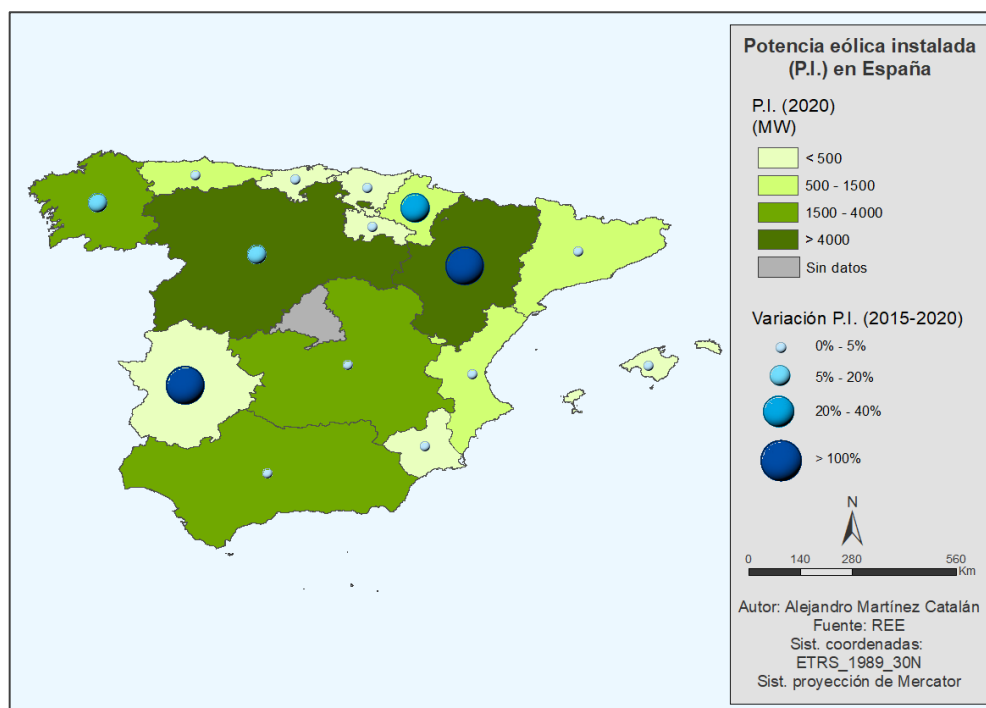 Potencia eólica instalada
(P.I.) en España
P.I. (2020)
(MW)
< 500
500 - 1500
1500 - 4000
> 4000
Sin datos
Variación P.I. (2015-2020)
0% - 5%
5% - 20%
20% - 40%
> 100%
N
0 140 280 560
Km
Autor: Alejandro Martínez Catalán
Fuente: REE
Sist. coordenadas:
ETRS_1989_30N
Sist. proyección de Mercator